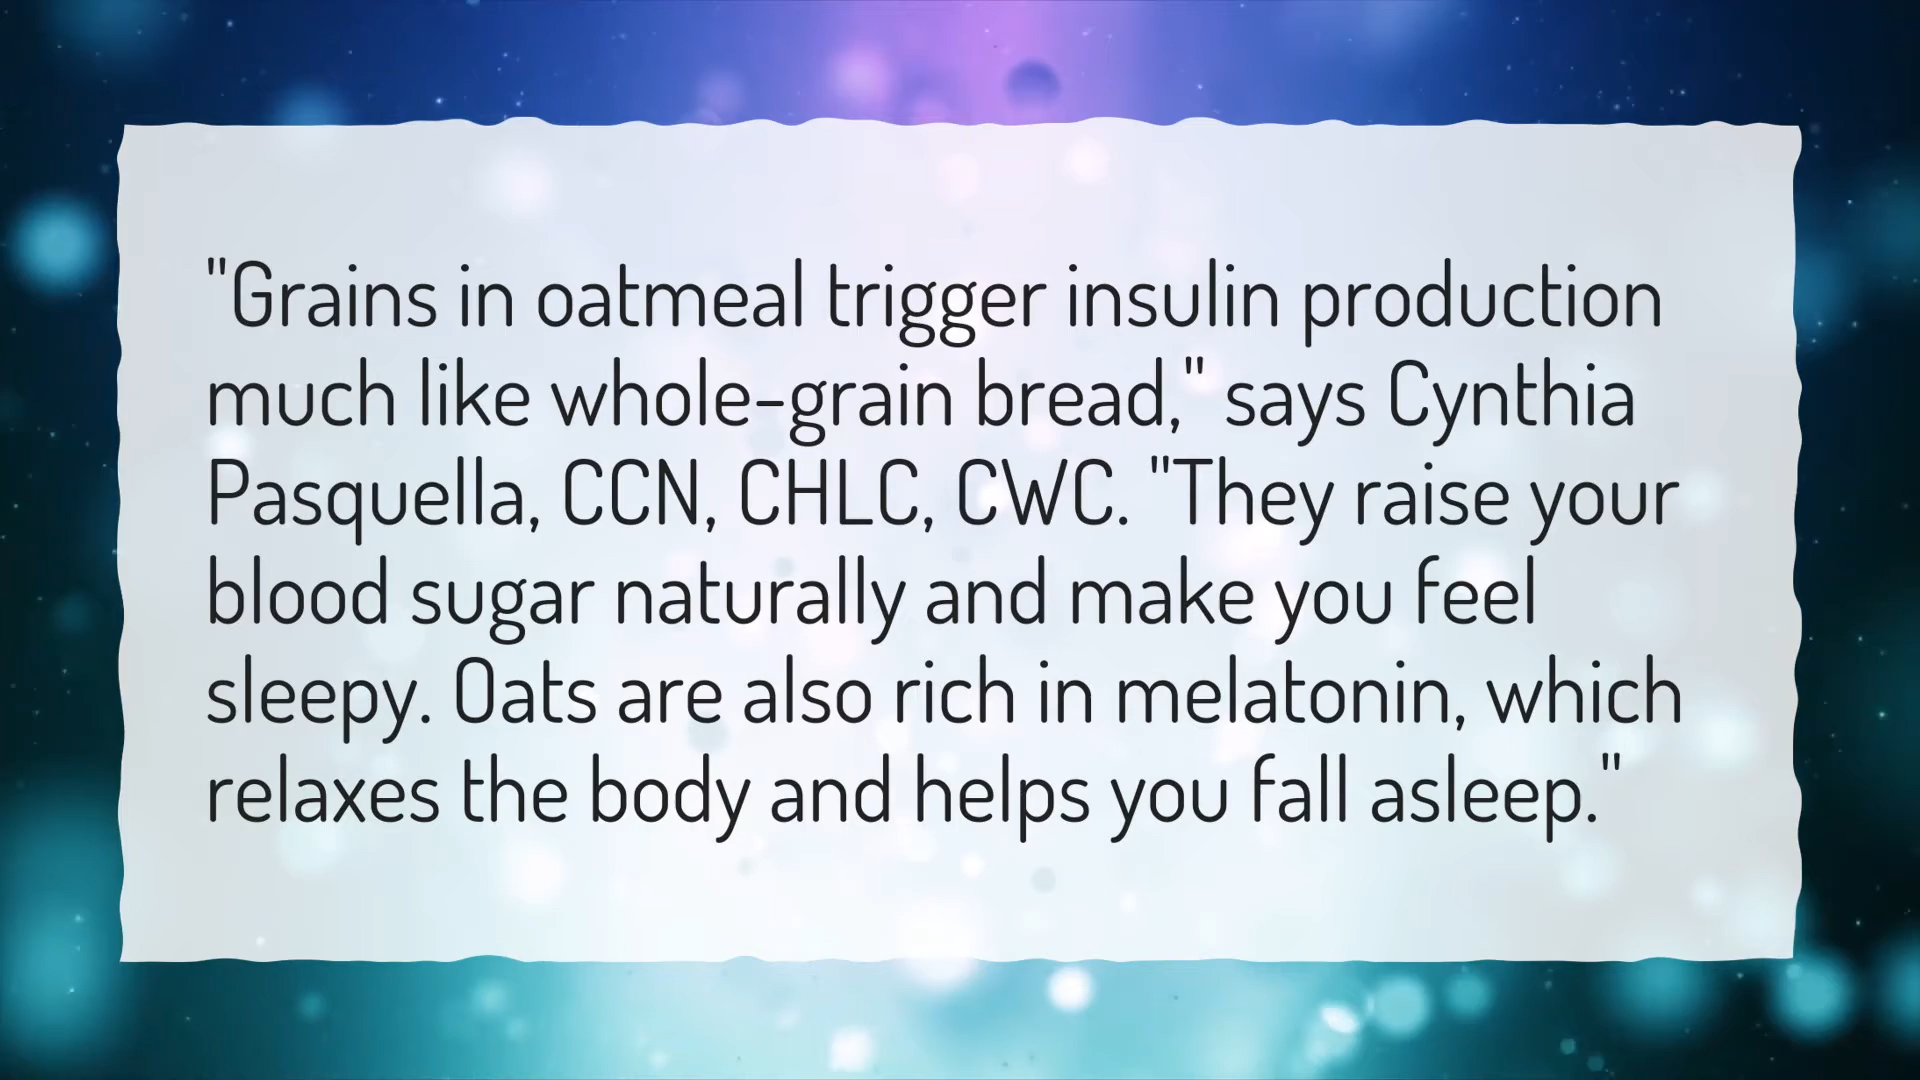 "Grains in oatmeal trigger insulin production
much like whole-grain bread," says Cynthia
Pasquella, CCN, CHLC, CWC. "They raise your
blood sugar naturally and make you feel
sleepy. Oats are also rich in melatonin, which
relaxes the body and helps you fall asleep."